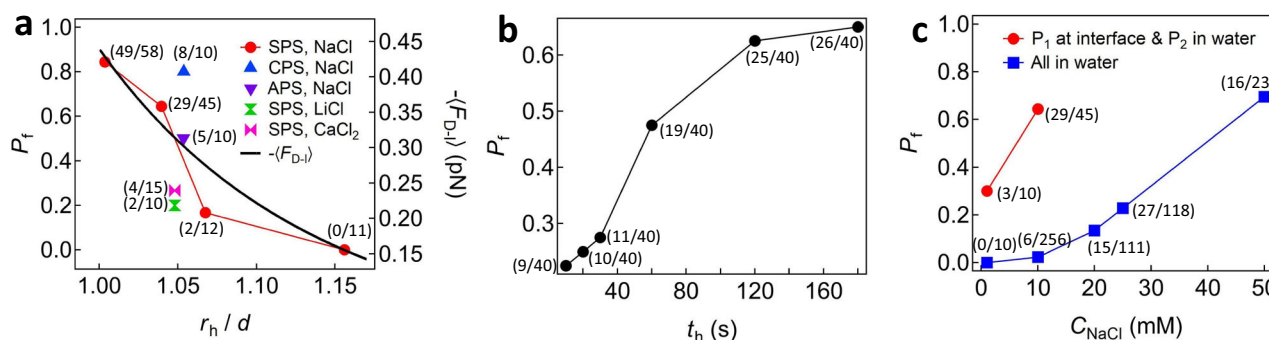 a
1.0
0.8
0.6
0.4
0.2
0.0
P_f
(49/58)
(8/10)
(29/45)
(5/10)
(4/15)
(2/10)
(2/12)
(0/11)
SPS, NaCl
CPS, NaCl
APS, NaCl
SPS, LiCl
SPS, CaCl₂
-⟨F_D-I⟩
0.45
0.40
0.35
0.30
0.25
0.20
0.15
-⟨F_D-I⟩ (pN)
1.00 1.05 1.10 1.15
r_h / d
b
0.6
0.5
0.4
0.3
P_f
(26/40)
(25/40)
(19/40)
(11/40)
(10/40)
(9/40)
40 80 120 160
t_h (s)
c
1.0
0.8
0.6
0.4
0.2
0.0
P_f
P₁ at interface & P₂ in water
All in water
(29/45)
(3/10)
(16/23
(27/118)
(15/111)
(6/256)
(0/10)
0 10 20 30 40
C_NaCl (mM)